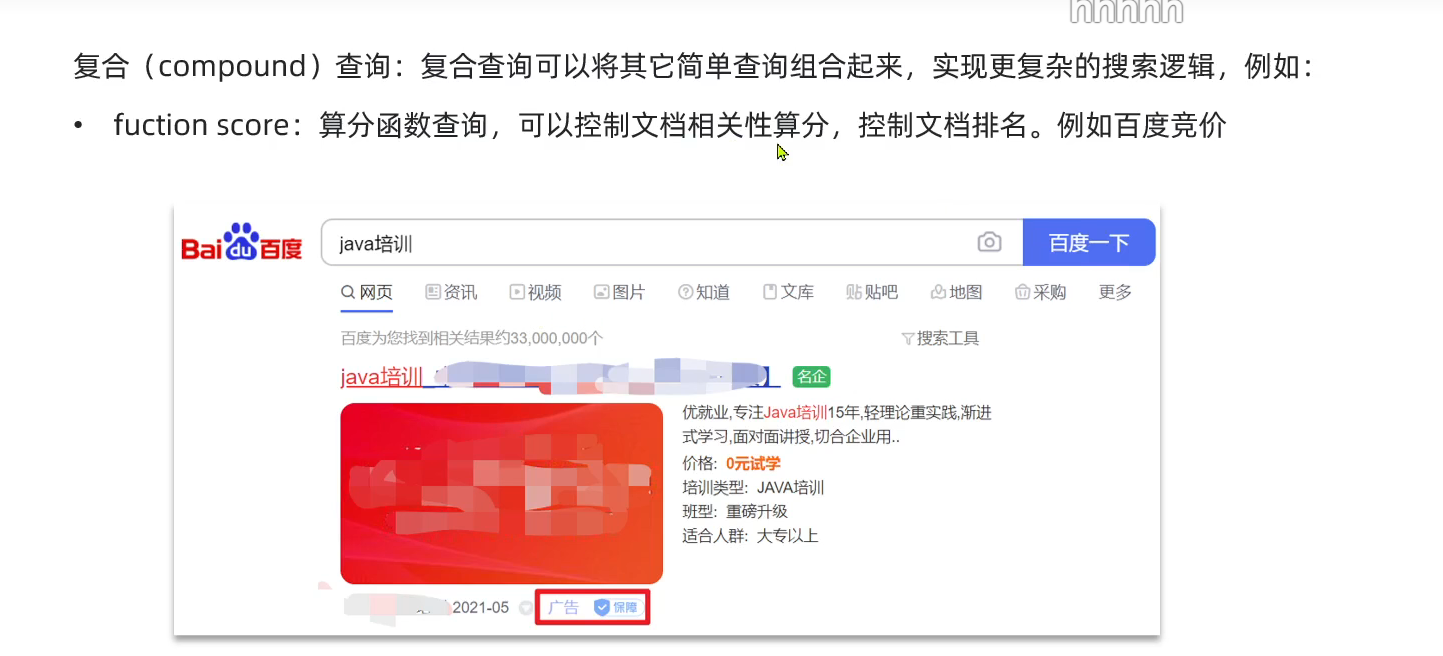 hhhhh
复合（compound）查询：复合查询可以将其它简单查询组合起来，实现更复杂的搜索逻辑，例如：
• fuction score：算分函数查询，可以控制文档相关性算分，控制文档排名。例如百度竞价
Bai du 百度 java培训 百度一下
网页 资讯 视频 图片 知道 文库 贴吧 地图 采购 更多
百度为您找到相关结果约33,000,000个 搜索工具
java培训 名企
优就业,专注Java培训15年,轻理论重实践,渐进
式学习,面对面讲授,切合企业用..
价格: 0元试学
培训类型: JAVA培训
班型: 重磅升级
适合人群: 大专以上
2021-05 广告 保障